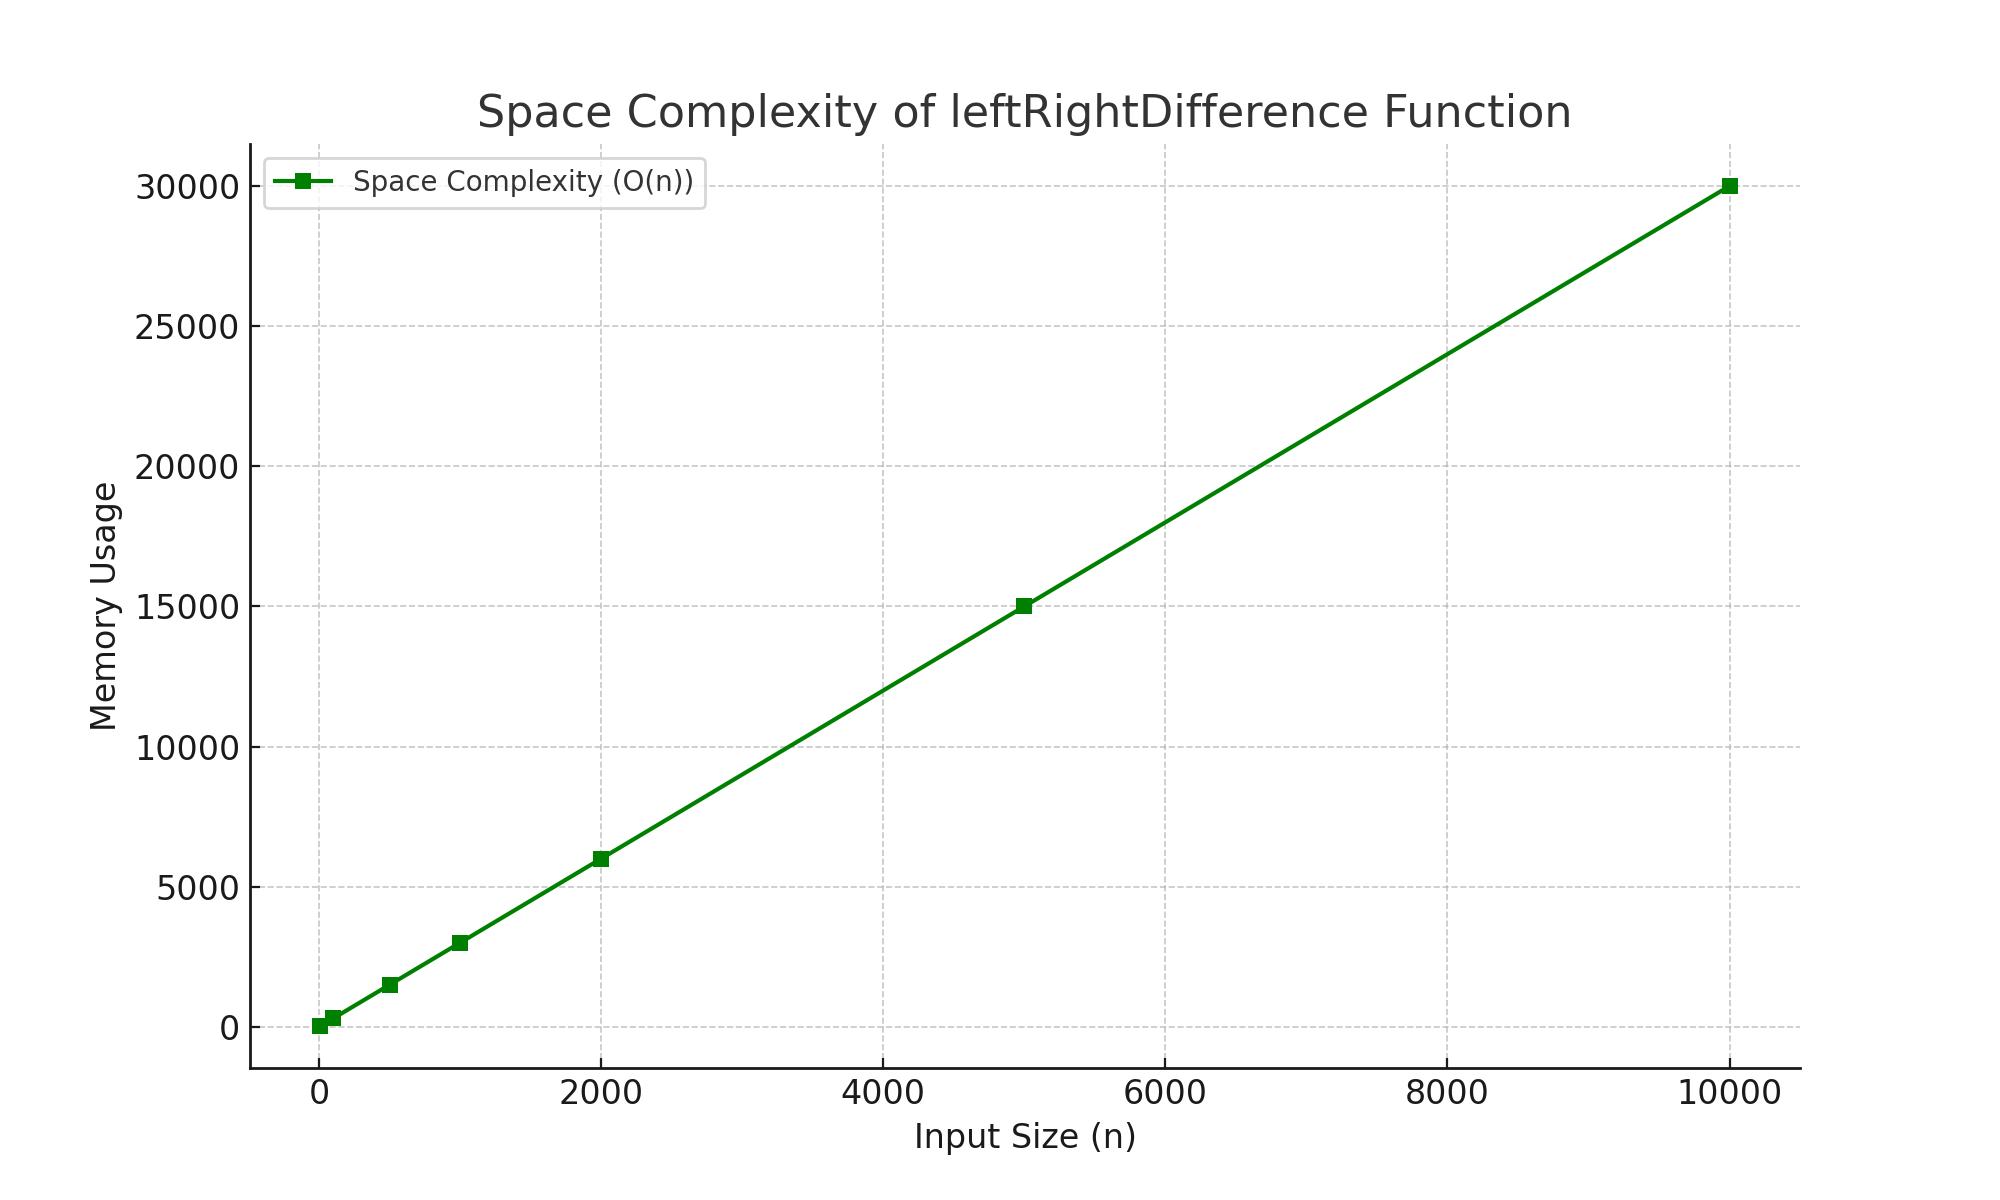 Space Complexity of leftRightDifference Function
Space Complexity (O(n))
30000
25000
20000
15000
10000
5000
0
Memory Usage
0 2000 4000 6000 8000 10000
Input Size (n)